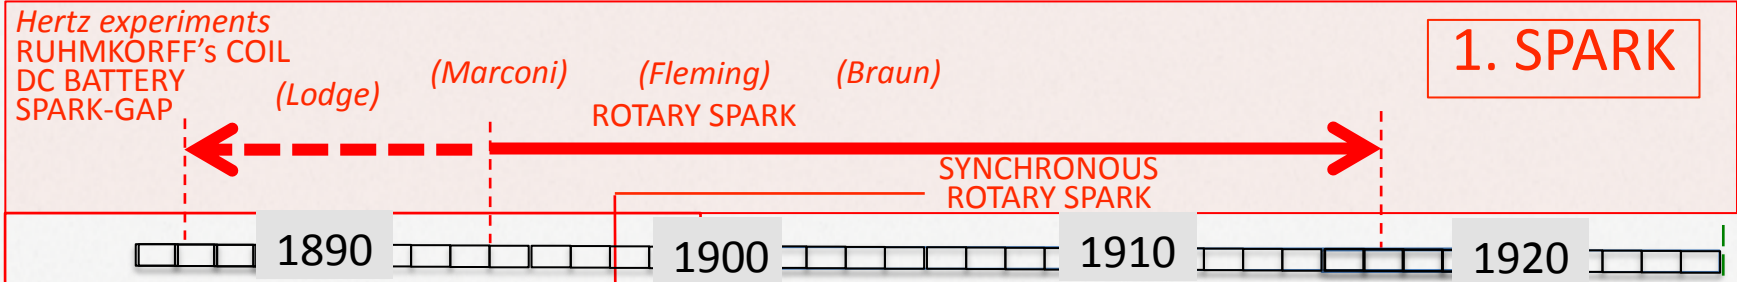 Hertz experiments
RUHMKORFF's COIL
DC BATTERY
SPARK-GAP
(Lodge)
(Marconi)
(Fleming)
(Braun)
1. SPARK
ROTARY SPARK
SYNCHRONOUS
ROTARY SPARK
1890
1900
1910
1920